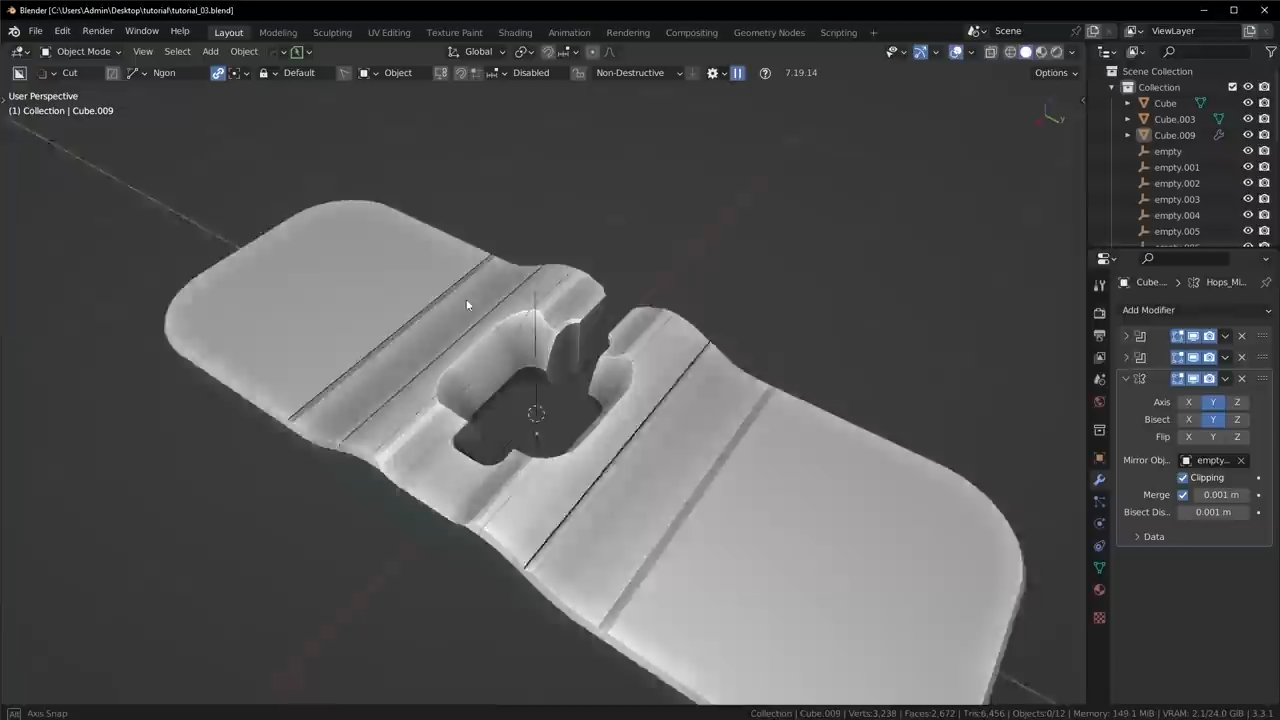 Blender [C:\Users\Admin\Desktop\tutorial\tutorial_03.blend]
File Edit Render Window Help Layout Modeling Sculpting UV Editing Texture Paint Shading Animation Rendering Compositing Geometry Nodes Scripting Scene ViewLayer
Object Mode View Select Add Object Global
Cut Ngon Default Object Disabled Non-Destructive 7.19.14 Options
User Perspective
(1) Collection | Cube.009
Y
Scene Collection
Collection
Cube
Cube.003
Cube.009
empty
empty.001
empty.002
empty.003
empty.004
empty.005
Cube.... Hops_Mi...
Add Modifier
Axis X Y Z
Bisect X Y Z
Flip X Y Z
Mirror Obj.. empty...
Clipping
Merge 0.001 m
Bisect Dis.. 0.001 m
Data
Alt Axis Snap
Collection | Cube.009 | Verts:3,238 | Faces:2,672 | Tris:6,456 | Objects:0/12 | Memory: 149.1 MiB | VRAM: 2.1/24.0 GiB | 3.3.1